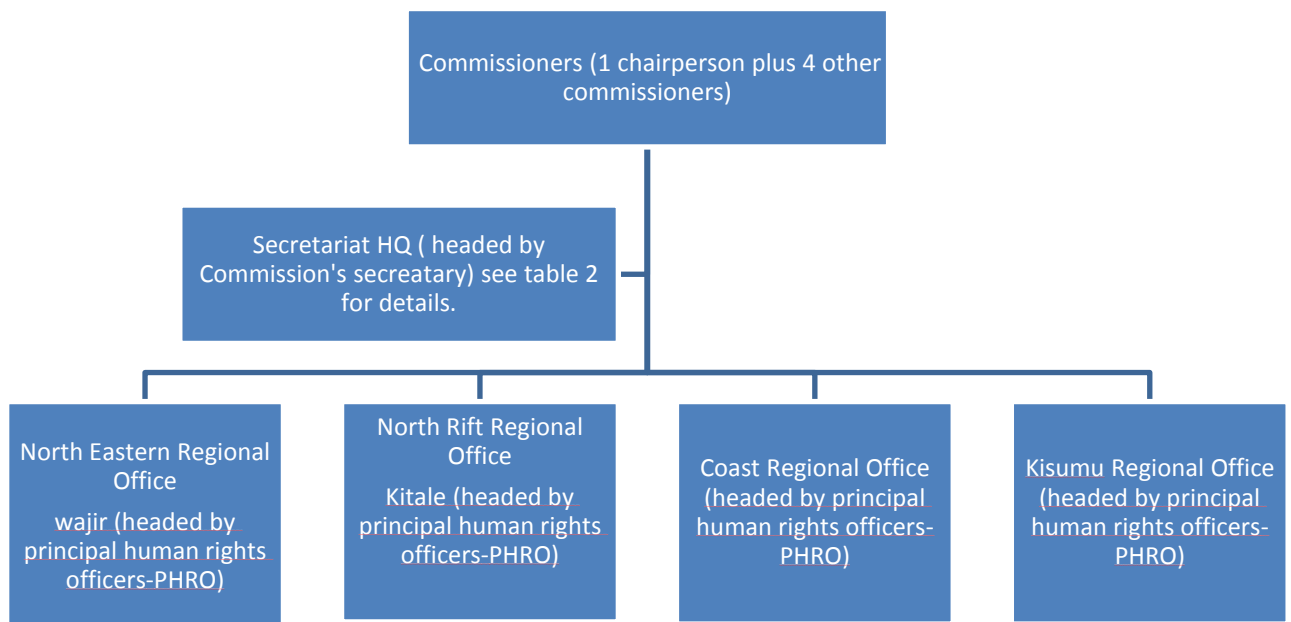 Commissioners (1 chairperson plus 4 other
commissioners)
Secretariat HQ ( headed by
Commission's secreatary) see table 2
for details.
North Eastern Regional
Office
wajir (headed by
principal human rights
officers-PHRO)
North Rift Regional
Office
Kitale (headed by
principal human rights
officers-PHRO)
Coast Regional Office
(headed by principal
human rights officers-
PHRO)
Kisumu Regional Office
(headed by principal
human rights officers-
PHRO)